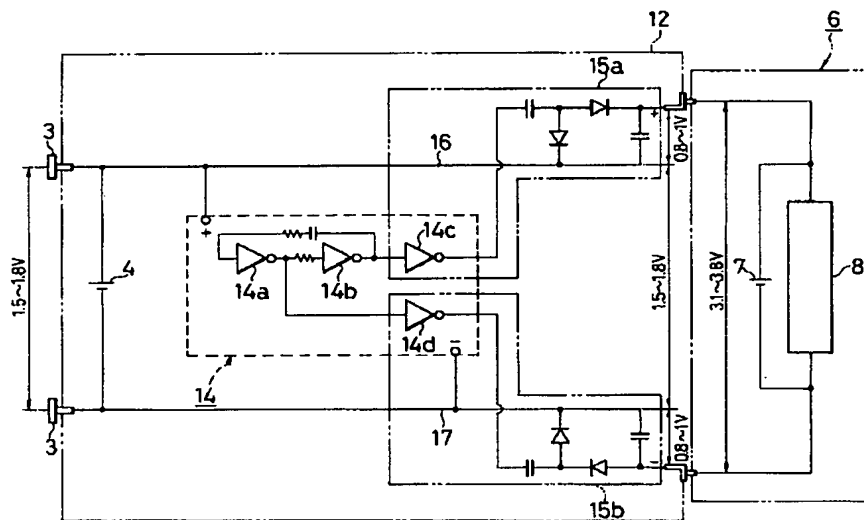 12
6
15a
3
+
0.8~1V
16
+
14c
1.5~1.8V
4
14a
14b
1.5~1.8V
3.1~3.8V
7
8
14d
−
14
3
17
0.8~1V
−
15b